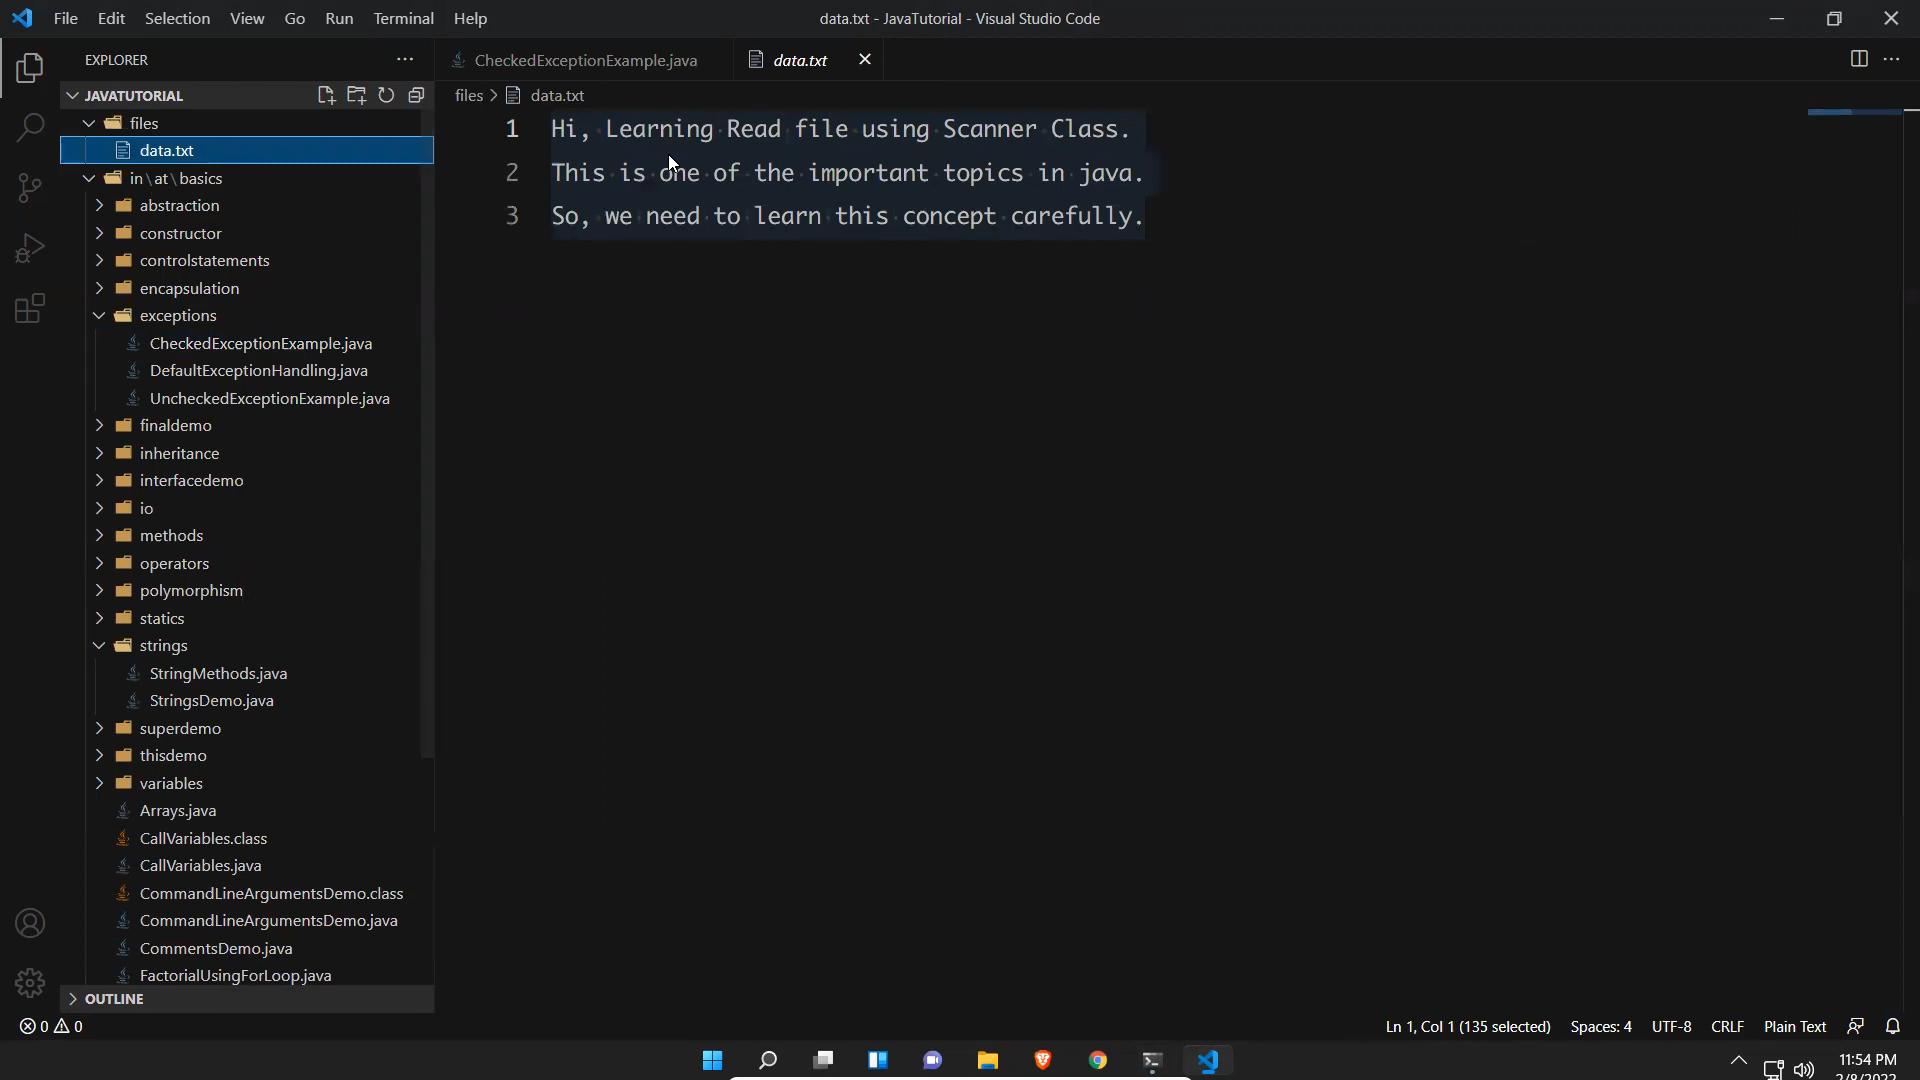 File Edit Selection View Go Run Terminal Help
data.txt - JavaTutorial - Visual Studio Code
EXPLORER
CheckedExceptionExample.java
data.txt
JAVATUTORIAL
files > data.txt
files
data.txt
in\at\basics
abstraction
constructor
controlstatements
encapsulation
exceptions
CheckedExceptionExample.java
DefaultExceptionHandling.java
UncheckedExceptionExample.java
finaldemo
inheritance
interfacedemo
io
methods
operators
polymorphism
statics
strings
StringMethods.java
StringsDemo.java
superdemo
thisdemo
variables
Arrays.java
CallVariables.class
CallVariables.java
CommandLineArgumentsDemo.class
CommandLineArgumentsDemo.java
CommentsDemo.java
FactorialUsingForLoop.java
OUTLINE
1 Hi, Learning Read file using Scanner Class.
2 This is one of the important topics in java.
3 So, we need to learn this concept carefully.
0 0
Ln 1, Col 1 (135 selected) Spaces: 4 UTF-8 CRLF Plain Text
11:54 PM
2/8/2022